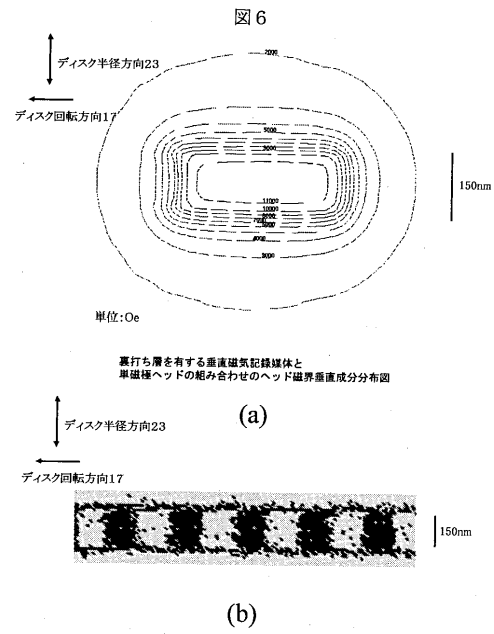 図６
ディスク半径方向23
ディスク回転方向17
5000
9000
150nm
11000
10000
3000
単位:Oe
裏打ち層を有する垂直磁気記録媒体と
単磁極ヘッドの組み合わせのヘッド磁界垂直成分分布図
(a)
ディスク半径方向23
ディスク回転方向17
150nm
(b)